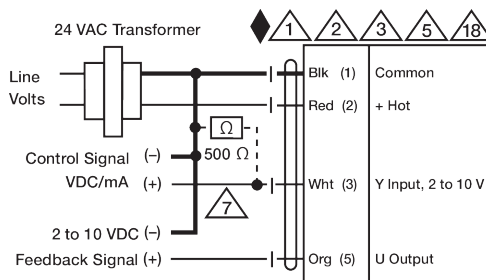 24 VAC Transformer
1 2 3 5 18
Line
Volts
Blk (1) Common
Red (2) + Hot
Ω
500 Ω
Control Signal (–)
VDC/mA (+)
Wht (3) Y Input, 2 to 10 V
7
2 to 10 VDC (–)
Feedback Signal (+)
Org (5) U Output